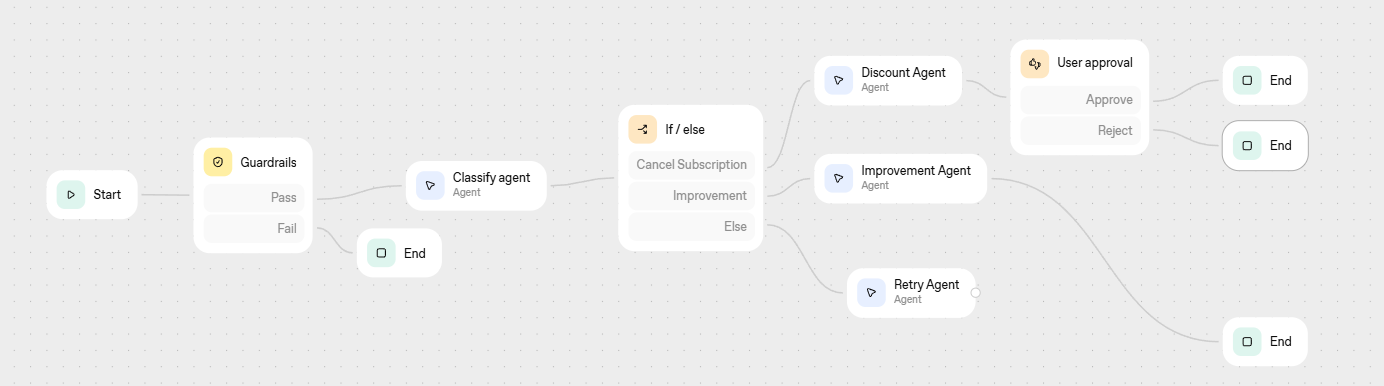 Start
Guardrails
Pass
Fail
End
Classify agent
Agent
If / else
Cancel Subscription
Improvement
Else
Discount Agent
Agent
Improvement Agent
Agent
Retry Agent
Agent
User approval
Approve
Reject
End
End
End